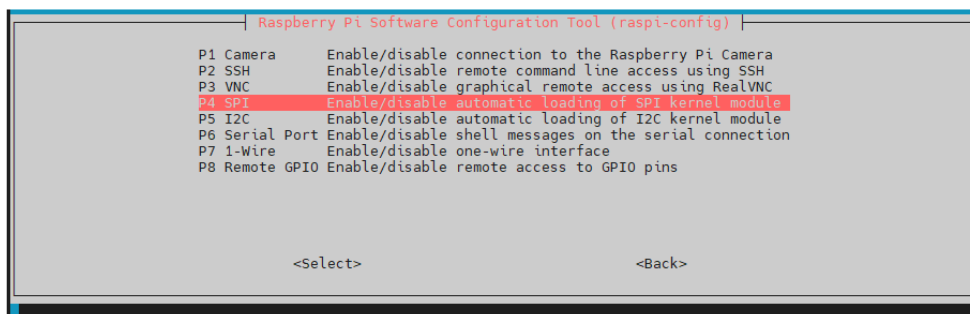 Raspberry Pi Software Configuration Tool (raspi-config)
P1 Camera Enable/disable connection to the Raspberry Pi Camera
P2 SSH Enable/disable remote command line access using SSH
P3 VNC Enable/disable graphical remote access using RealVNC
P4 SPI Enable/disable automatic loading of SPI kernel module
P5 I2C Enable/disable automatic loading of I2C kernel module
P6 Serial Port Enable/disable shell messages on the serial connection
P7 1-Wire Enable/disable one-wire interface
P8 Remote GPIO Enable/disable remote access to GPIO pins
<Select> <Back>